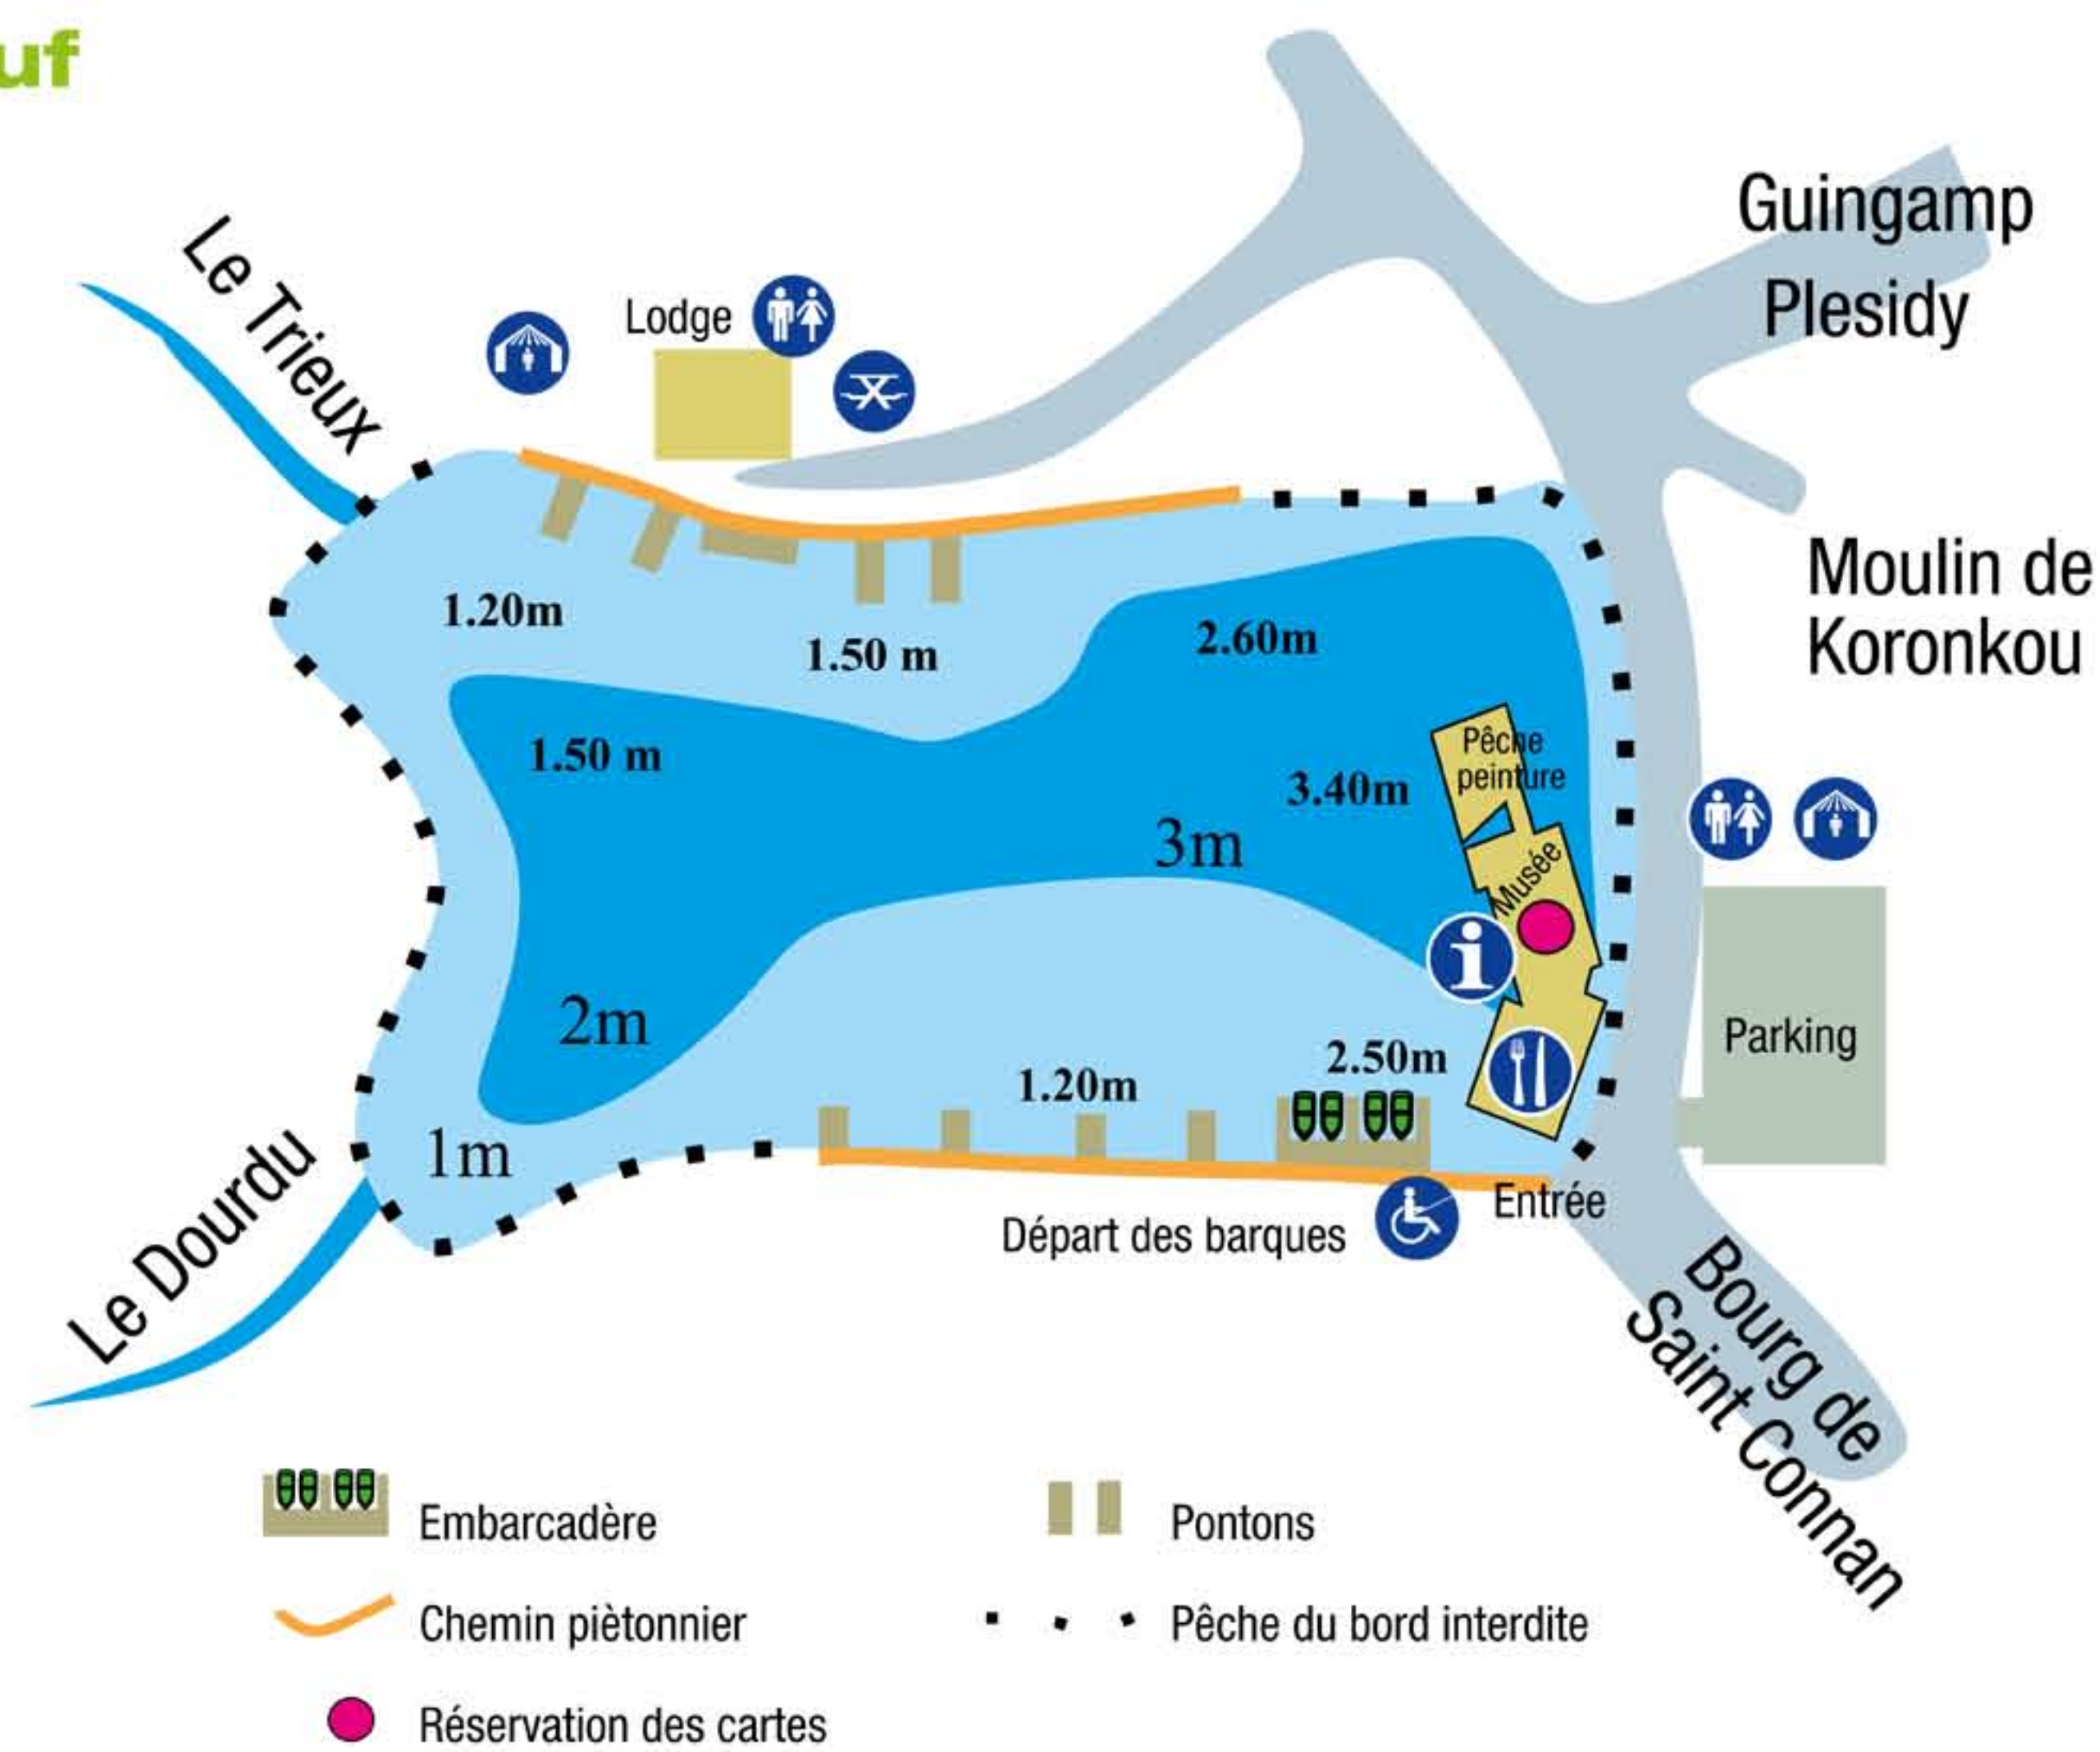 uf
Guingamp
Plesidy
Le Trieux
Lodge
Moulin de
Koronkou
1.20m
1.50 m
2.60m
1.50 m
Pêche
peinture
3.40m
3m
Musée
2m
Parking
2.50m
1.20m
1m
Le Dourdu
Entrée
Départ des barques
Bourg de
Saint Connan
Embarcadère
Pontons
Chemin piètonnier
Pêche du bord interdite
Réservation des cartes